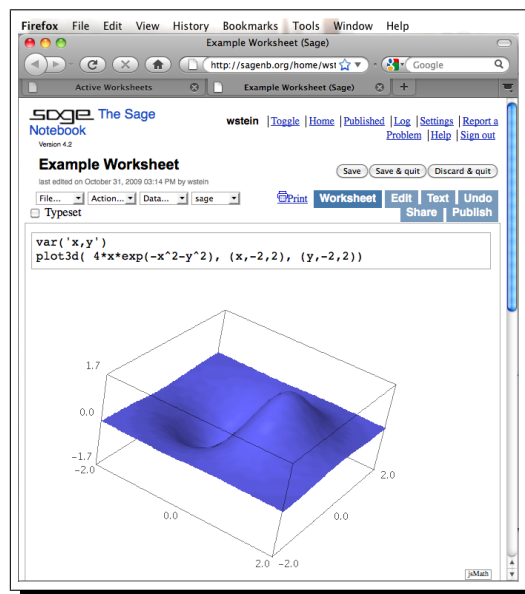 Firefox File Edit View History Bookmarks Tools Window Help
Example Worksheet (Sage)
http://sagenb.org/home/wst
Google
Active Worksheets
Example Worksheet (Sage)
sage The Sage Notebook
Version 4.2
wstein | Toggle | Home | Published | Log | Settings | Report a
Problem | Help | Sign out
Example Worksheet
last edited on October 31, 2009 03:14 PM by wstein
Save Save & quit Discard & quit
File... Action... Data... sage
Print Worksheet Edit Text Undo
Share Publish
Typeset
var('x,y')
plot3d( 4*x*exp(-x^2-y^2), (x,-2,2), (y,-2,2))
1.7
0.0
-1.7
-2.0
0.0
2.0
-2.0
0.0
2.0
jsMath